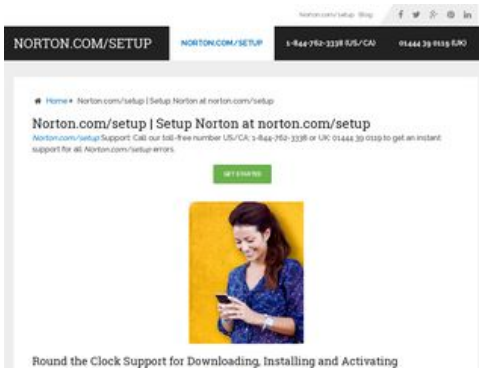 Norton.com/setup Blog
NORTON.COM/SETUP
NORTON.COM/SETUP
1-844-762-3338 (US/CA)
01444 39 0119 (UK)
Home Norton.com/setup | Setup Norton at norton.com/setup
Norton.com/setup | Setup Norton at norton.com/setup
Norton.com/setup Support: Call our toll-free number US/CA: 1-844-762-3338 or UK: 01444 39 0119 to get an instant
support for all Norton.com/setup errors.
GET STARTED
Round the Clock Support for Downloading, Installing and Activating